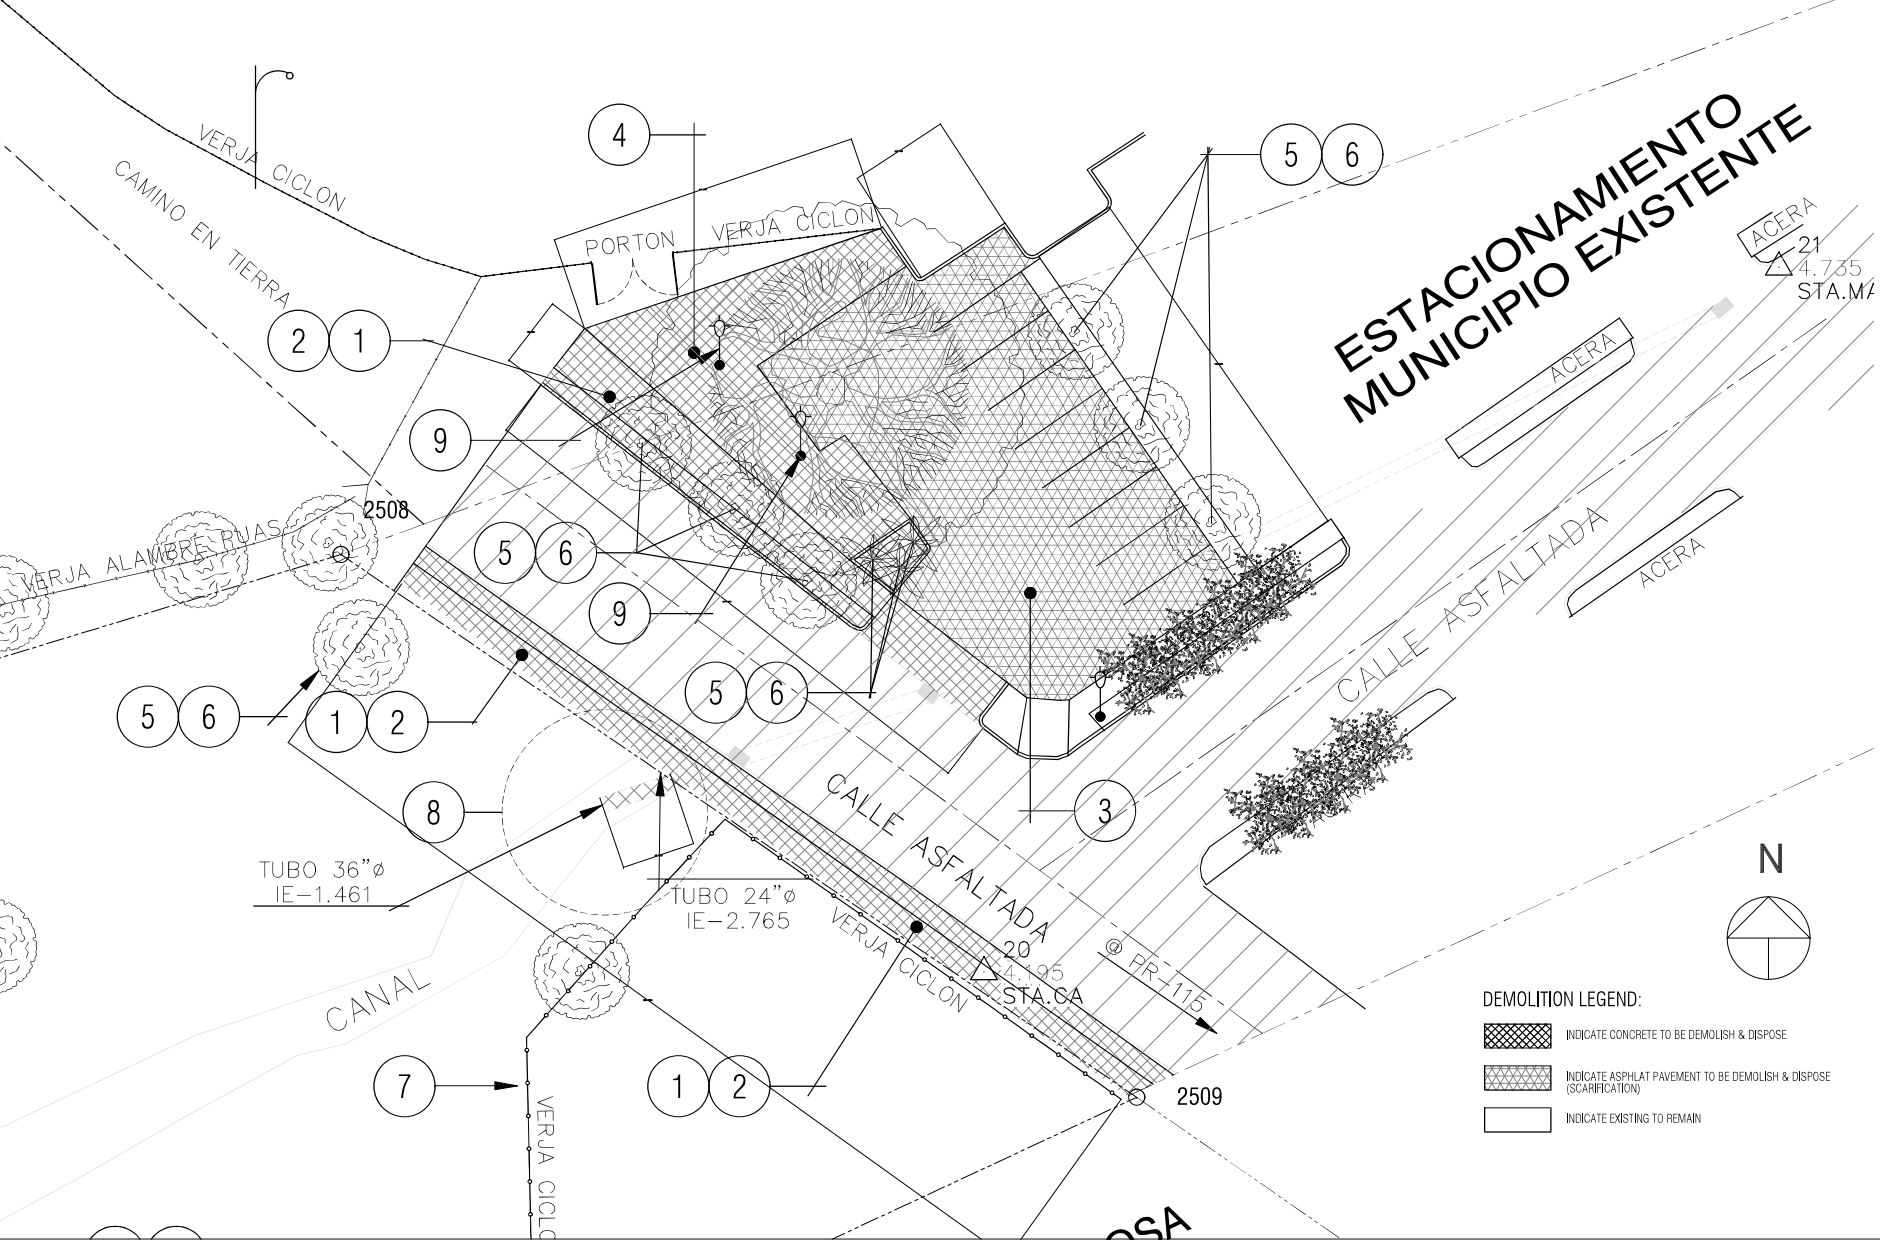 VERJA CICLON
CAMINO EN TIERRA
4
PORTON
VERJA CICLON
5 6
ESTACIONAMIENTO
MUNICIPIO EXISTENTE
ACERA
21
4.735
STA.MA
2 1
ACERA
9
2508
VERJA ALAMBRE PUAS
5 6
9
CALLE ASFALTADA
ACERA
5 6
5 6
1 2
8
3
CALLE ASFALTADA
TUBO 36"ø
IE-1.461
TUBO 24"ø
IE-2.765
VERJA CICLON
20
4.195
STA.CA
@ PR-115
N
CANAL
7
VERJA CICLO
1 2
2509
DEMOLITION LEGEND:
INDICATE CONCRETE TO BE DEMOLISH & DISPOSE
INDICATE ASPHLAT PAVEMENT TO BE DEMOLISH & DISPOSE
(SCARIFICATION)
INDICATE EXISTING TO REMAIN
OSA